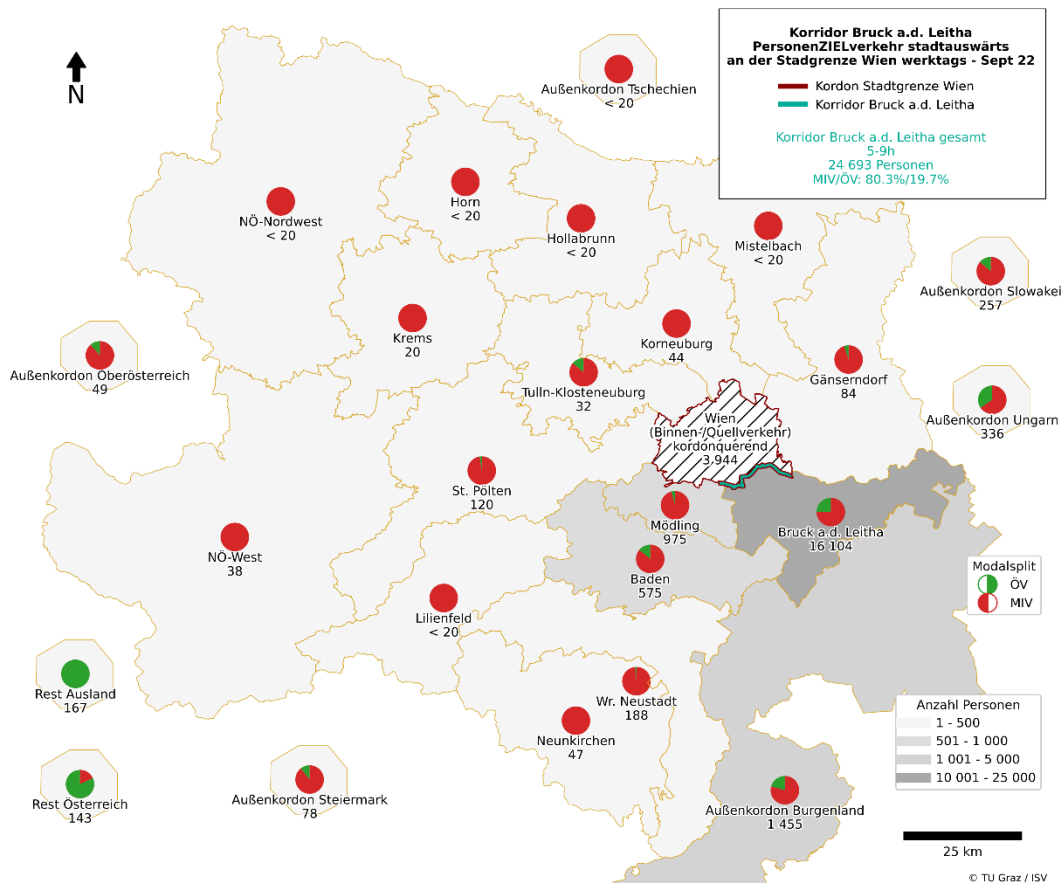 Korridor Bruck a.d. Leitha
PersonenZIELverkehr stadtauswärts
an der Stadgrenze Wien werktags - Sept 22
Kordon Stadtgrenze Wien
Korridor Bruck a.d. Leitha
Korridor Bruck a.d. Leitha gesamt
5-9h
24 693 Personen
MIV/ÖV: 80.3%/19.7%
N
Außenkordon Tschechien
< 20
Horn
< 20
NÖ-Nordwest
< 20
Hollabrunn
< 20
Mistelbach
< 20
Außenkordon Slowakei
257
Krems
20
Korneuburg
44
Außenkordon Oberösterreich
49
Tulln-Klosteneuburg
32
Gänserndorf
84
Außenkordon Ungarn
336
Wien
(Binnen-/Quellverkehr)
kordonquerend
3,944
St. Pölten
120
Mödling
975
Bruck a.d. Leitha
16 104
NÖ-West
38
Baden
575
Modalsplit
ÖV
MIV
Lilienfeld
< 20
Rest Ausland
167
Wr. Neustadt
188
Neunkirchen
47
Anzahl Personen
1 - 500
501 - 1 000
1 001 - 5 000
10 001 - 25 000
Rest Österreich
143
Außenkordon Steiermark
78
Außenkordon Burgenland
1 455
25 km
© TU Graz / ISV